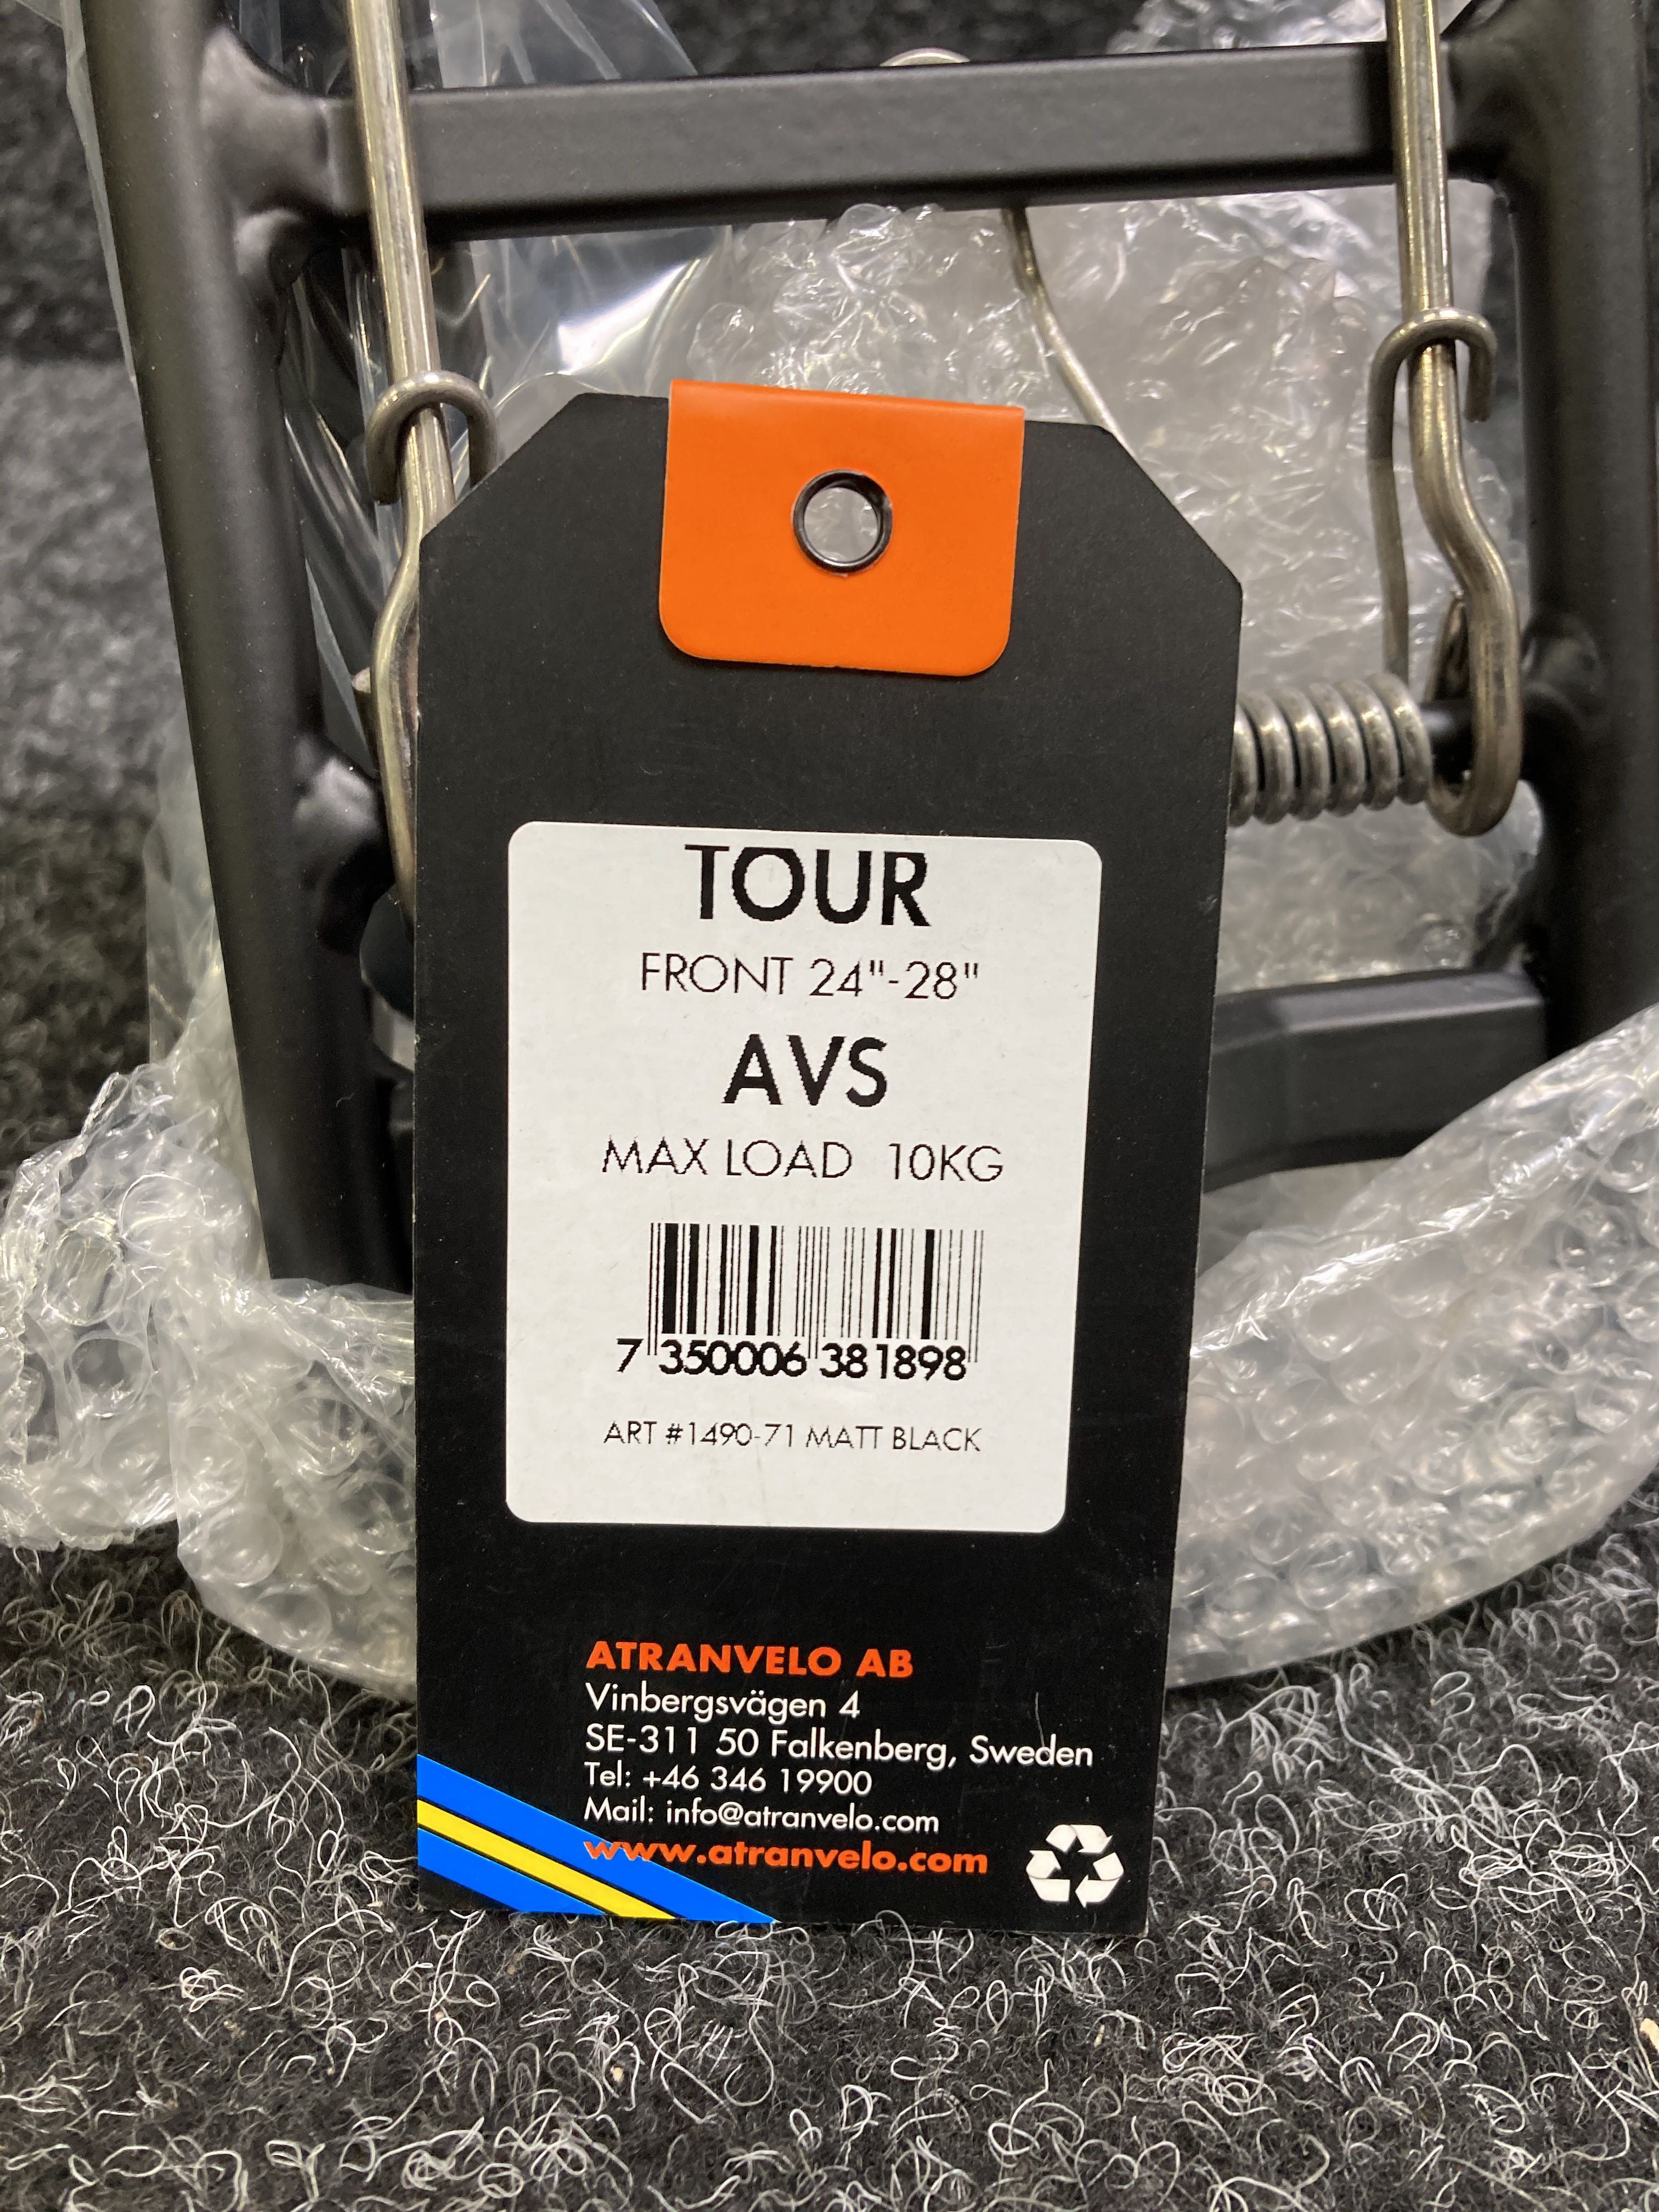 TOUR
FRONT 24"-28"
AVS
MAX LOAD 10KG
7 350006 381898
ART #1490-71 MATT BLACK
ATRANVELO AB
Vinbergsvägen 4
SE-311 50 Falkenberg, Sweden
Tel: +46 346 19900
Mail: info@atranvelo.com
www.atranvelo.com